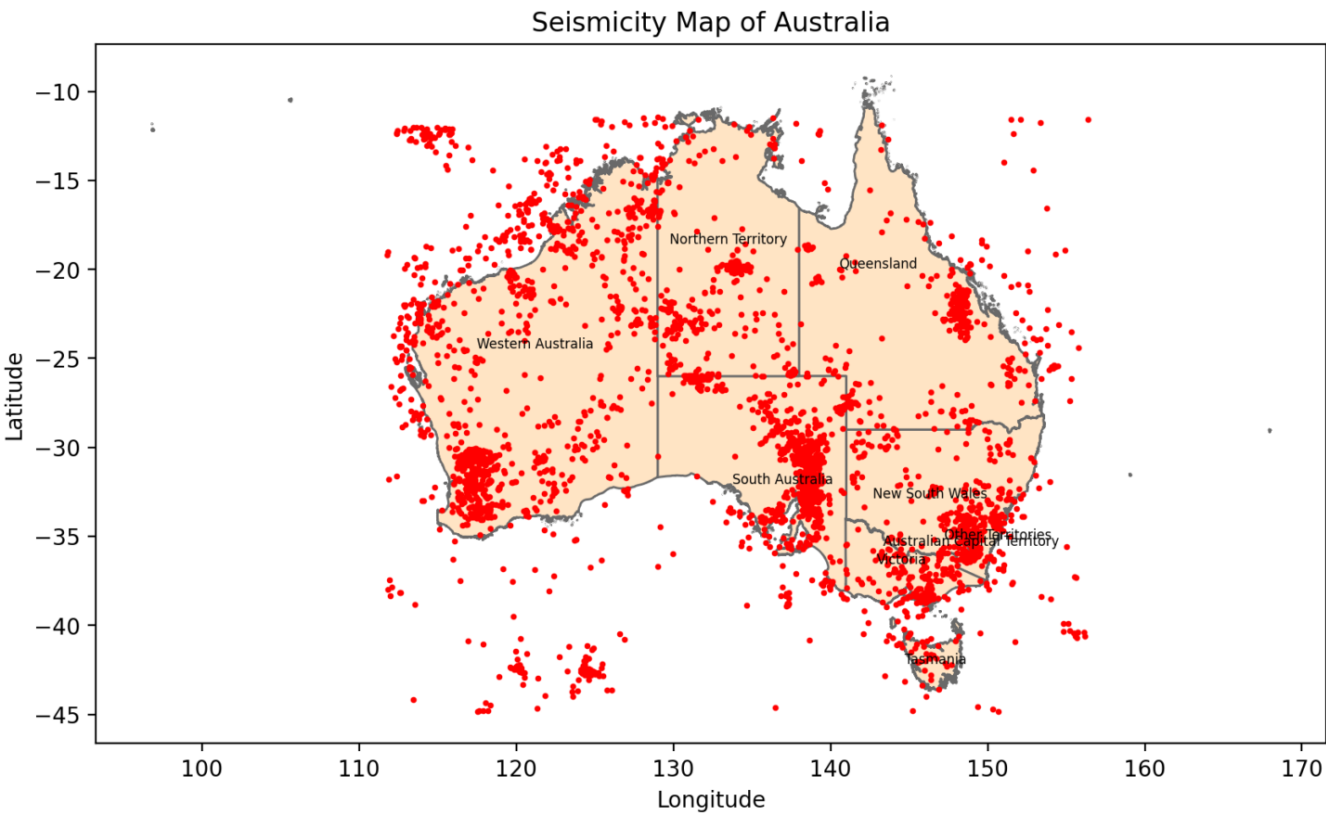 Seismicity Map of Australia
−10
−15
−20
−25
−30
−35
−40
−45
Latitude
Northern Territory
Queensland
Western Australia
South Australia
New South Wales
Other Territories
Australian Capital Territory
Victoria
Tasmania
100
110
120
130
140
150
160
170
Longitude